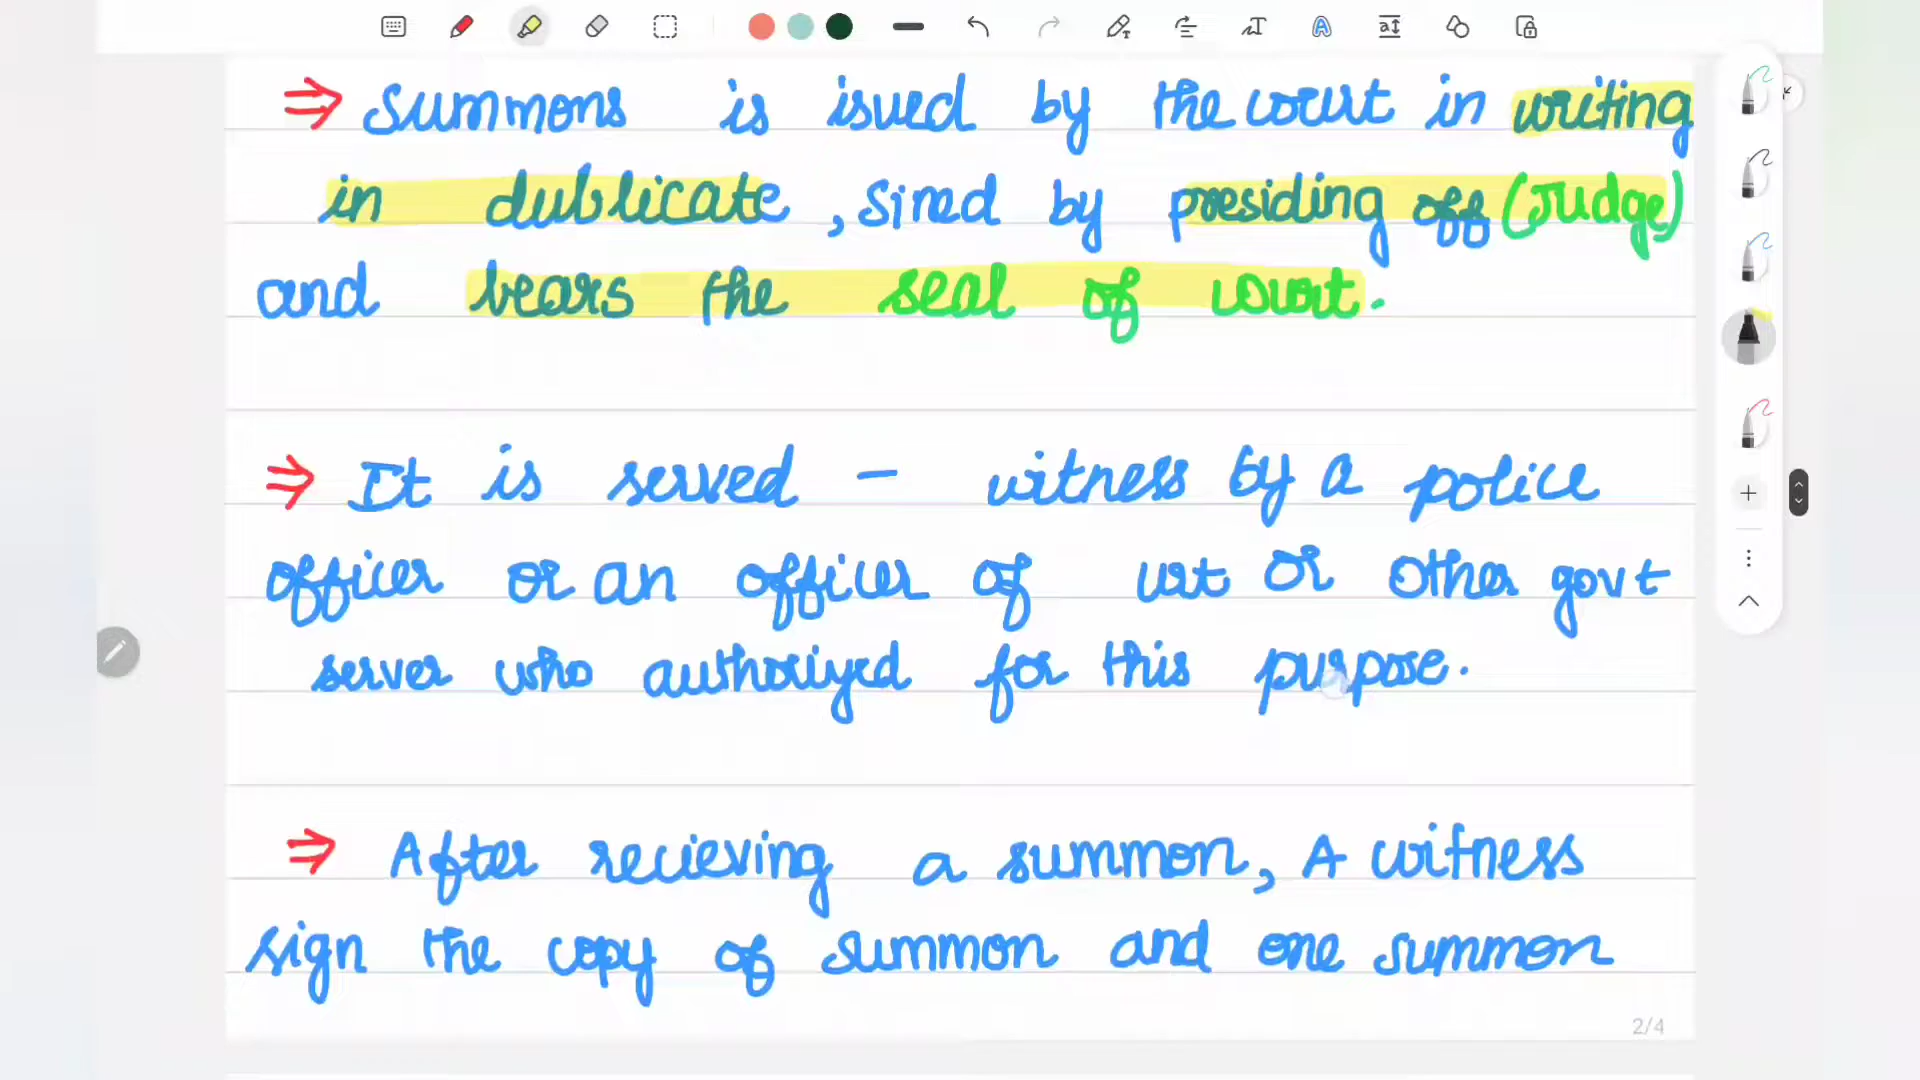 ⇒ Summons is isued by the court in writing
in dublicate, sined by presiding off (Judge)
and bears the seal of court.
⇒ It is served - witness by a police
officer or an officer of crt or other govt
server who authorized for this purpose.
⇒ After recieving a summon, A witness
sign the copy of summon and one summon
2/4